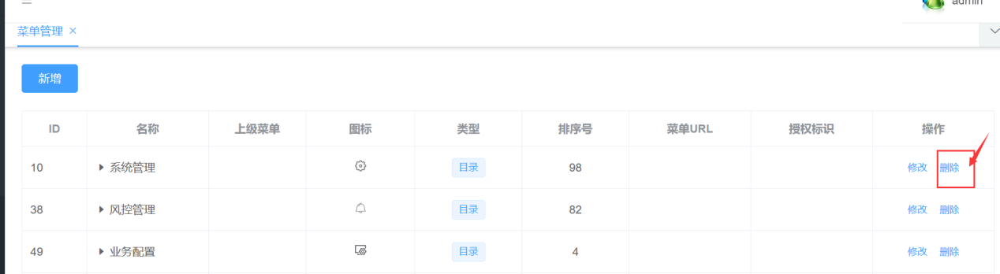 admin
菜单管理 ×
新增
ID 名称 上级菜单 图标 类型 排序号 菜单URL 授权标识 操作
10 系统管理 目录 98 修改 删除
38 风控管理 目录 82 修改 删除
49 业务配置 目录 4 修改 删除